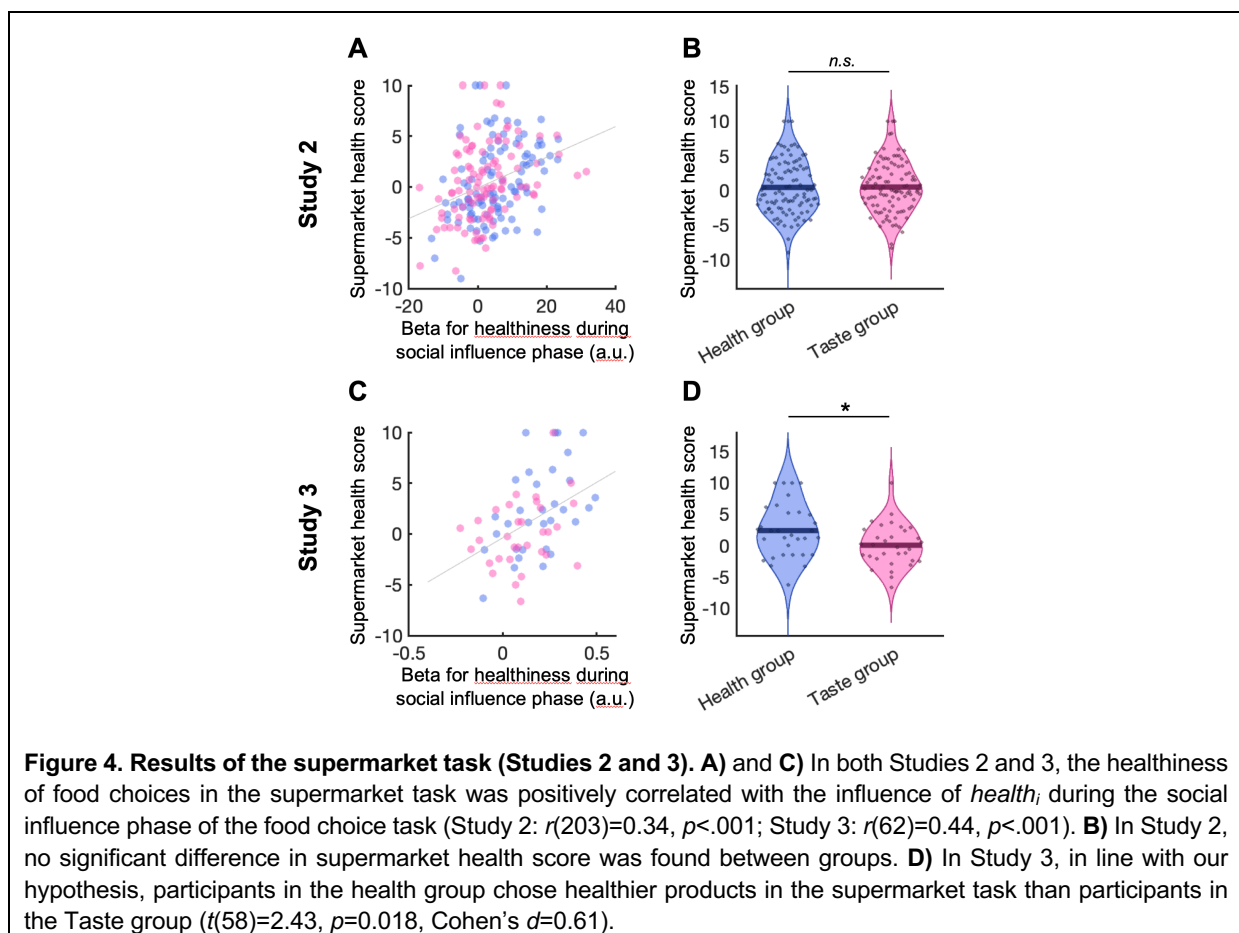 A
B
Study 2
Supermarket health score
10
5
0
-5
-10
-20
0
20
40
Beta for healthiness during
social influence phase (a.u.)
n.s.
Supermarket health score
15
10
5
0
-5
-10
Health group
Taste group
C
D
Study 3
Supermarket health score
10
5
0
-5
-10
-0.5
0
0.5
Beta for healthiness during
social influence phase (a.u.)
*
Supermarket health score
15
10
5
0
-5
-10
Health group
Taste group
Figure 4. Results of the supermarket task (Studies 2 and 3). A) and C) In both Studies 2 and 3, the healthiness
of food choices in the supermarket task was positively correlated with the influence of healthᵢ during the social
influence phase of the food choice task (Study 2: r(203)=0.34, p<.001; Study 3: r(62)=0.44, p<.001). B) In Study 2,
no significant difference in supermarket health score was found between groups. D) In Study 3, in line with our
hypothesis, participants in the health group chose healthier products in the supermarket task than participants in
the Taste group (t(58)=2.43, p=0.018, Cohen's d=0.61).